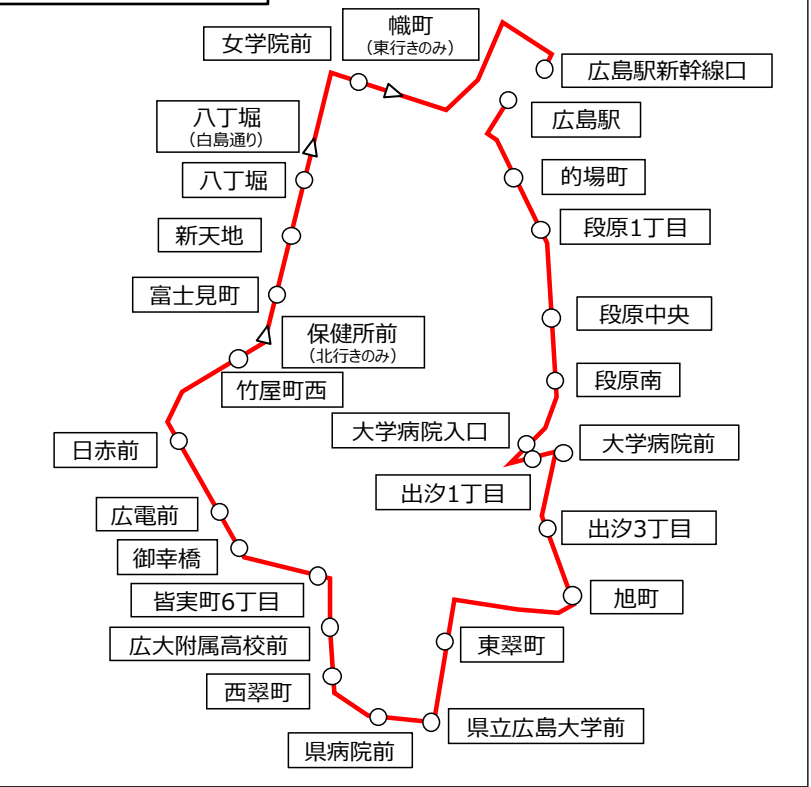 幟町
（東行きのみ）
女学院前
広島駅新幹線口
広島駅
八丁堀
（白島通り）
八丁堀
的場町
新天地
段原1丁目
富士見町
段原中央
保健所前
（北行きのみ）
竹屋町西
段原南
日赤前
大学病院入口
大学病院前
出汐1丁目
広電前
出汐3丁目
御幸橋
皆実町6丁目
旭町
広大附属高校前
東翠町
西翠町
県立広島大学前
県病院前